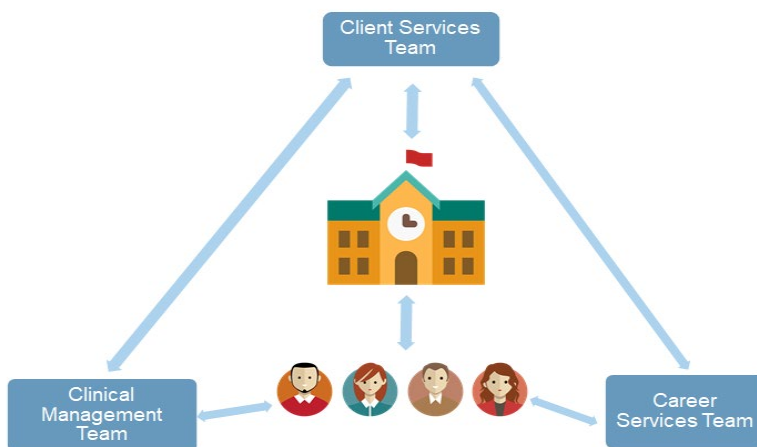 Client Services
Team
Clinical
Management
Team
Career
Services Team